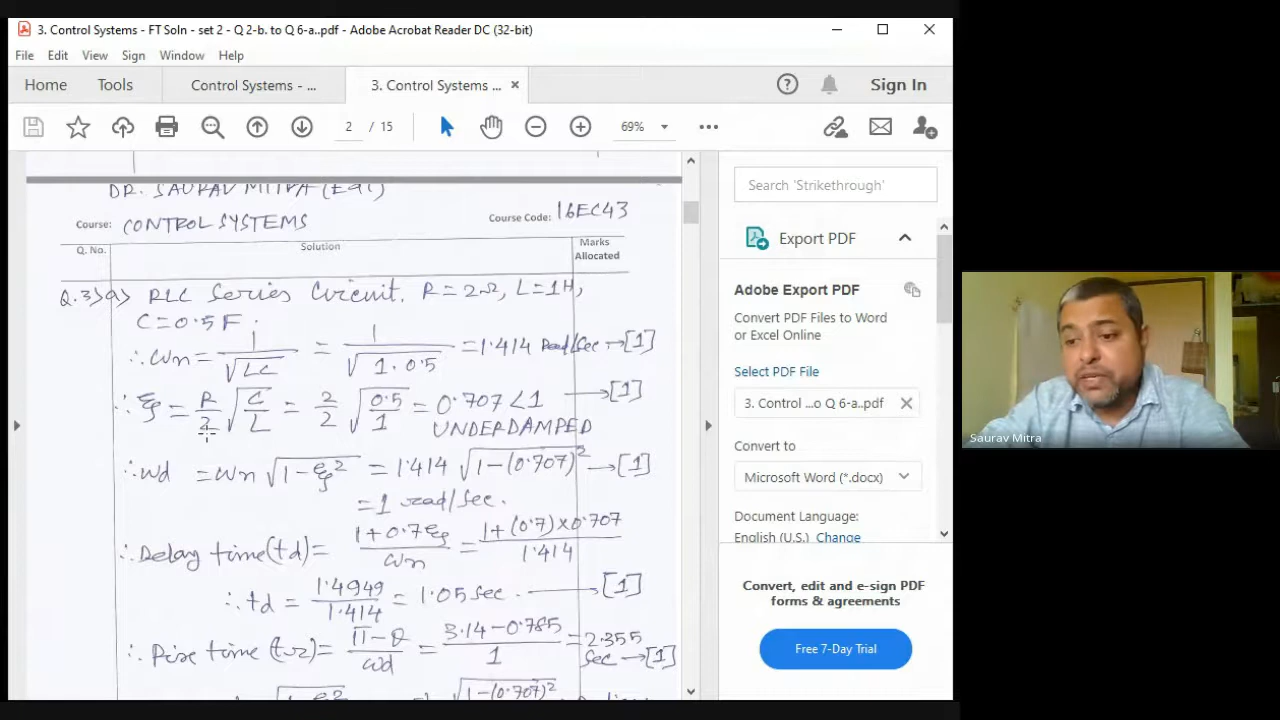 3. Control Systems - FT Soln - set 2 - Q 2-b. to Q 6-a..pdf - Adobe Acrobat Reader DC (32-bit)
File Edit View Sign Window Help
Home Tools Control Systems - ... 3. Control Systems ... × Sign In
2 / 15 69%
DR. SAURAV MITRA
Course: CONTROL SYSTEMS Course Code: 16EC43
Q. No. Solution Marks Allocated
Q.3>a> RLC Series Circuit. R=2Ω, L=1H,
C=0.5F.
∴ωn = 1/√LC = 1/√1.0.5 = 1.414 Rad/Sec →[1]
∴ξ = R/2 √C/L = 2/2 √0.5/1 = 0.707<1 →[1]
UNDERDAMPED
∴ωd = ωn √1-ξ² = 1.414 √1-(0.707)² →[1]
= 1 rad/sec.
∴Delay time(td)= 1+0.7ξ/ωn = 1+(0.7)×0.707/1.414
∴td = 1.4949/1.414 = 1.05 sec. →[1]
∴Rise time(tr)= π-θ/ωd = 3.14-0.785/1 = 2.355
Sec →[1]
√1-(0.707)²
Search 'Strikethrough'
Export PDF
Adobe Export PDF
Convert PDF Files to Word
or Excel Online
Select PDF File
3. Control ...o Q 6-a..pdf ×
Convert to
Microsoft Word (*.docx)
Document Language:
English (U.S.) Change
Convert, edit and e-sign PDF
forms & agreements
Free 7-Day Trial
Saurav Mitra